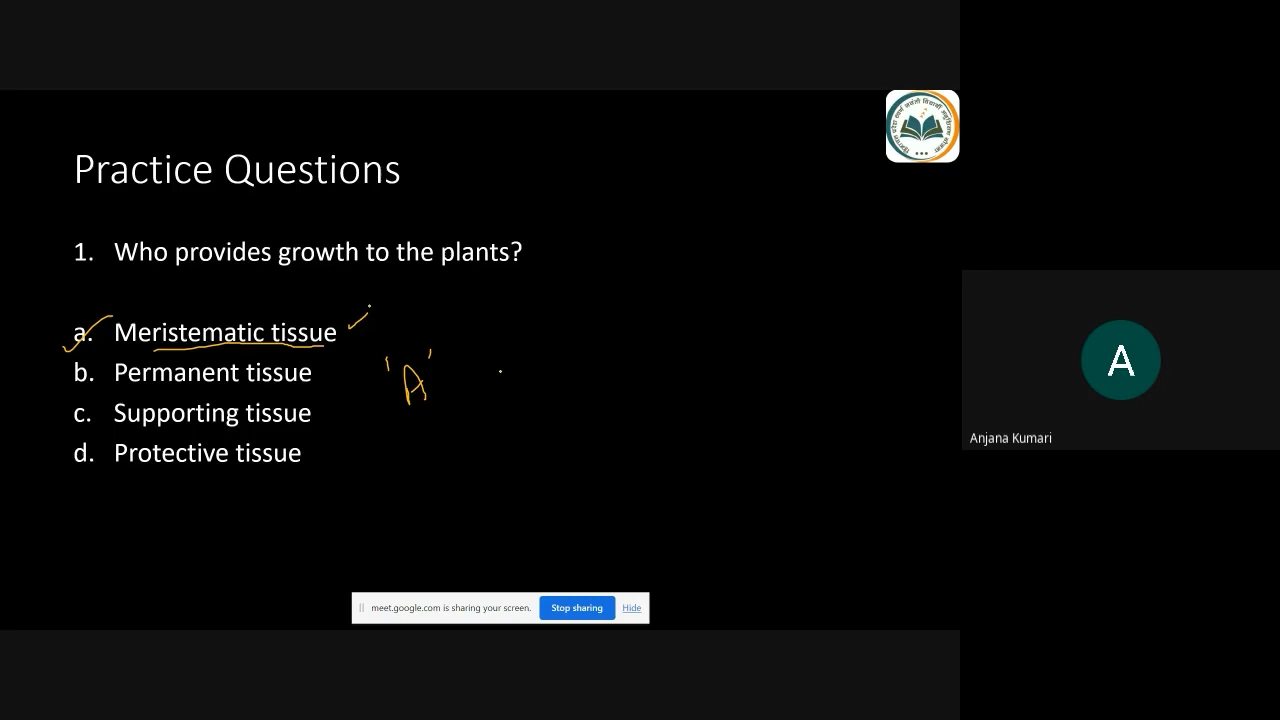 Practice Questions
1. Who provides growth to the plants?
a. Meristematic tissue
b. Permanent tissue
'A'
c. Supporting tissue
d. Protective tissue
Anjana Kumari
A
meet.google.com is sharing your screen. Stop sharing Hide